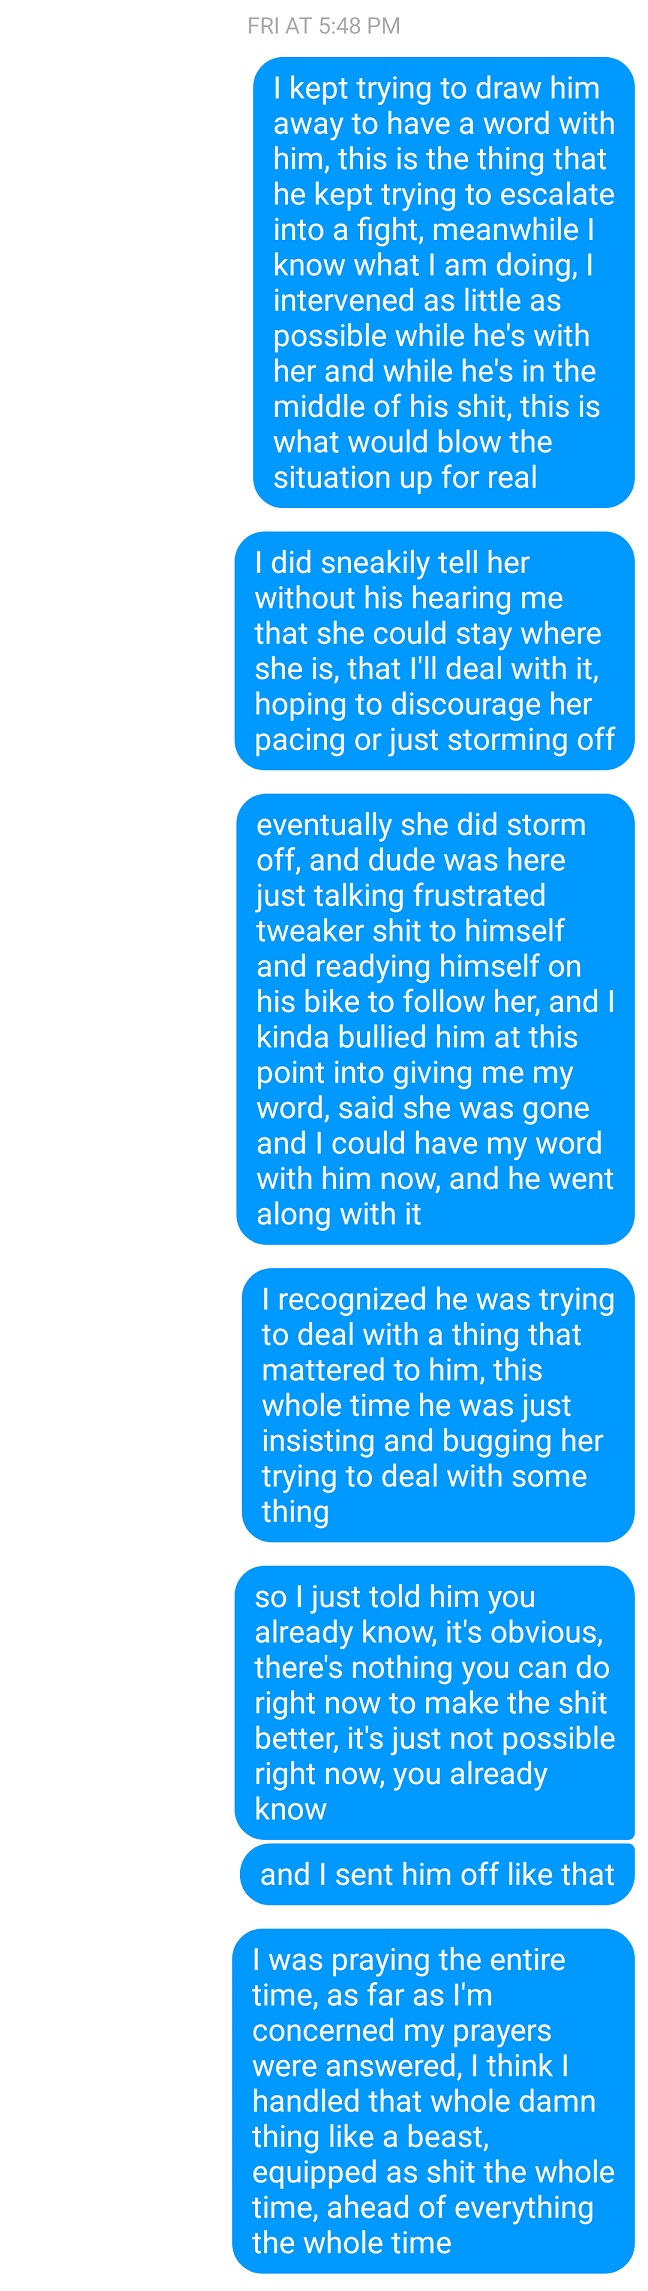 FRI AT 5:48 PM
I kept trying to draw him
away to have a word with
him, this is the thing that
he kept trying to escalate
into a fight, meanwhile I
know what I am doing, I
intervened as little as
possible while he's with
her and while he's in the
middle of his shit, this is
what would blow the
situation up for real
I did sneakily tell her
without his hearing me
that she could stay where
she is, that I'll deal with it,
hoping to discourage her
pacing or just storming off
eventually she did storm
off, and dude was here
just talking frustrated
tweaker shit to himself
and readying himself on
his bike to follow her, and I
kinda bullied him at this
point into giving me my
word, said she was gone
and I could have my word
with him now, and he went
along with it
I recognized he was trying
to deal with a thing that
mattered to him, this
whole time he was just
insisting and bugging her
trying to deal with some
thing
so I just told him you
already know, it's obvious,
there's nothing you can do
right now to make the shit
better, it's just not possible
right now, you already
know
and I sent him off like that
I was praying the entire
time, as far as I'm
concerned my prayers
were answered, I think I
handled that whole damn
thing like a beast,
equipped as shit the whole
time, ahead of everything
the whole time